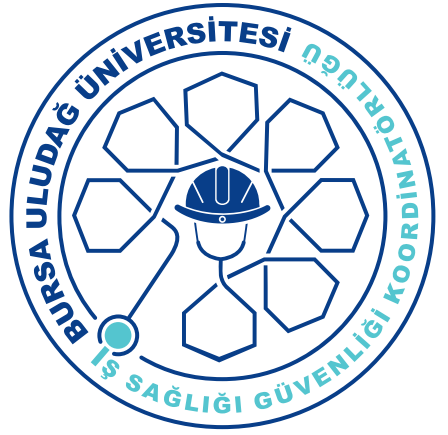 BURSA ULUDAĞ ÜNİVERSİTESİ
İŞ SAĞLIĞI GÜVENLİĞİ KOORDİNATÖRLÜĞÜ